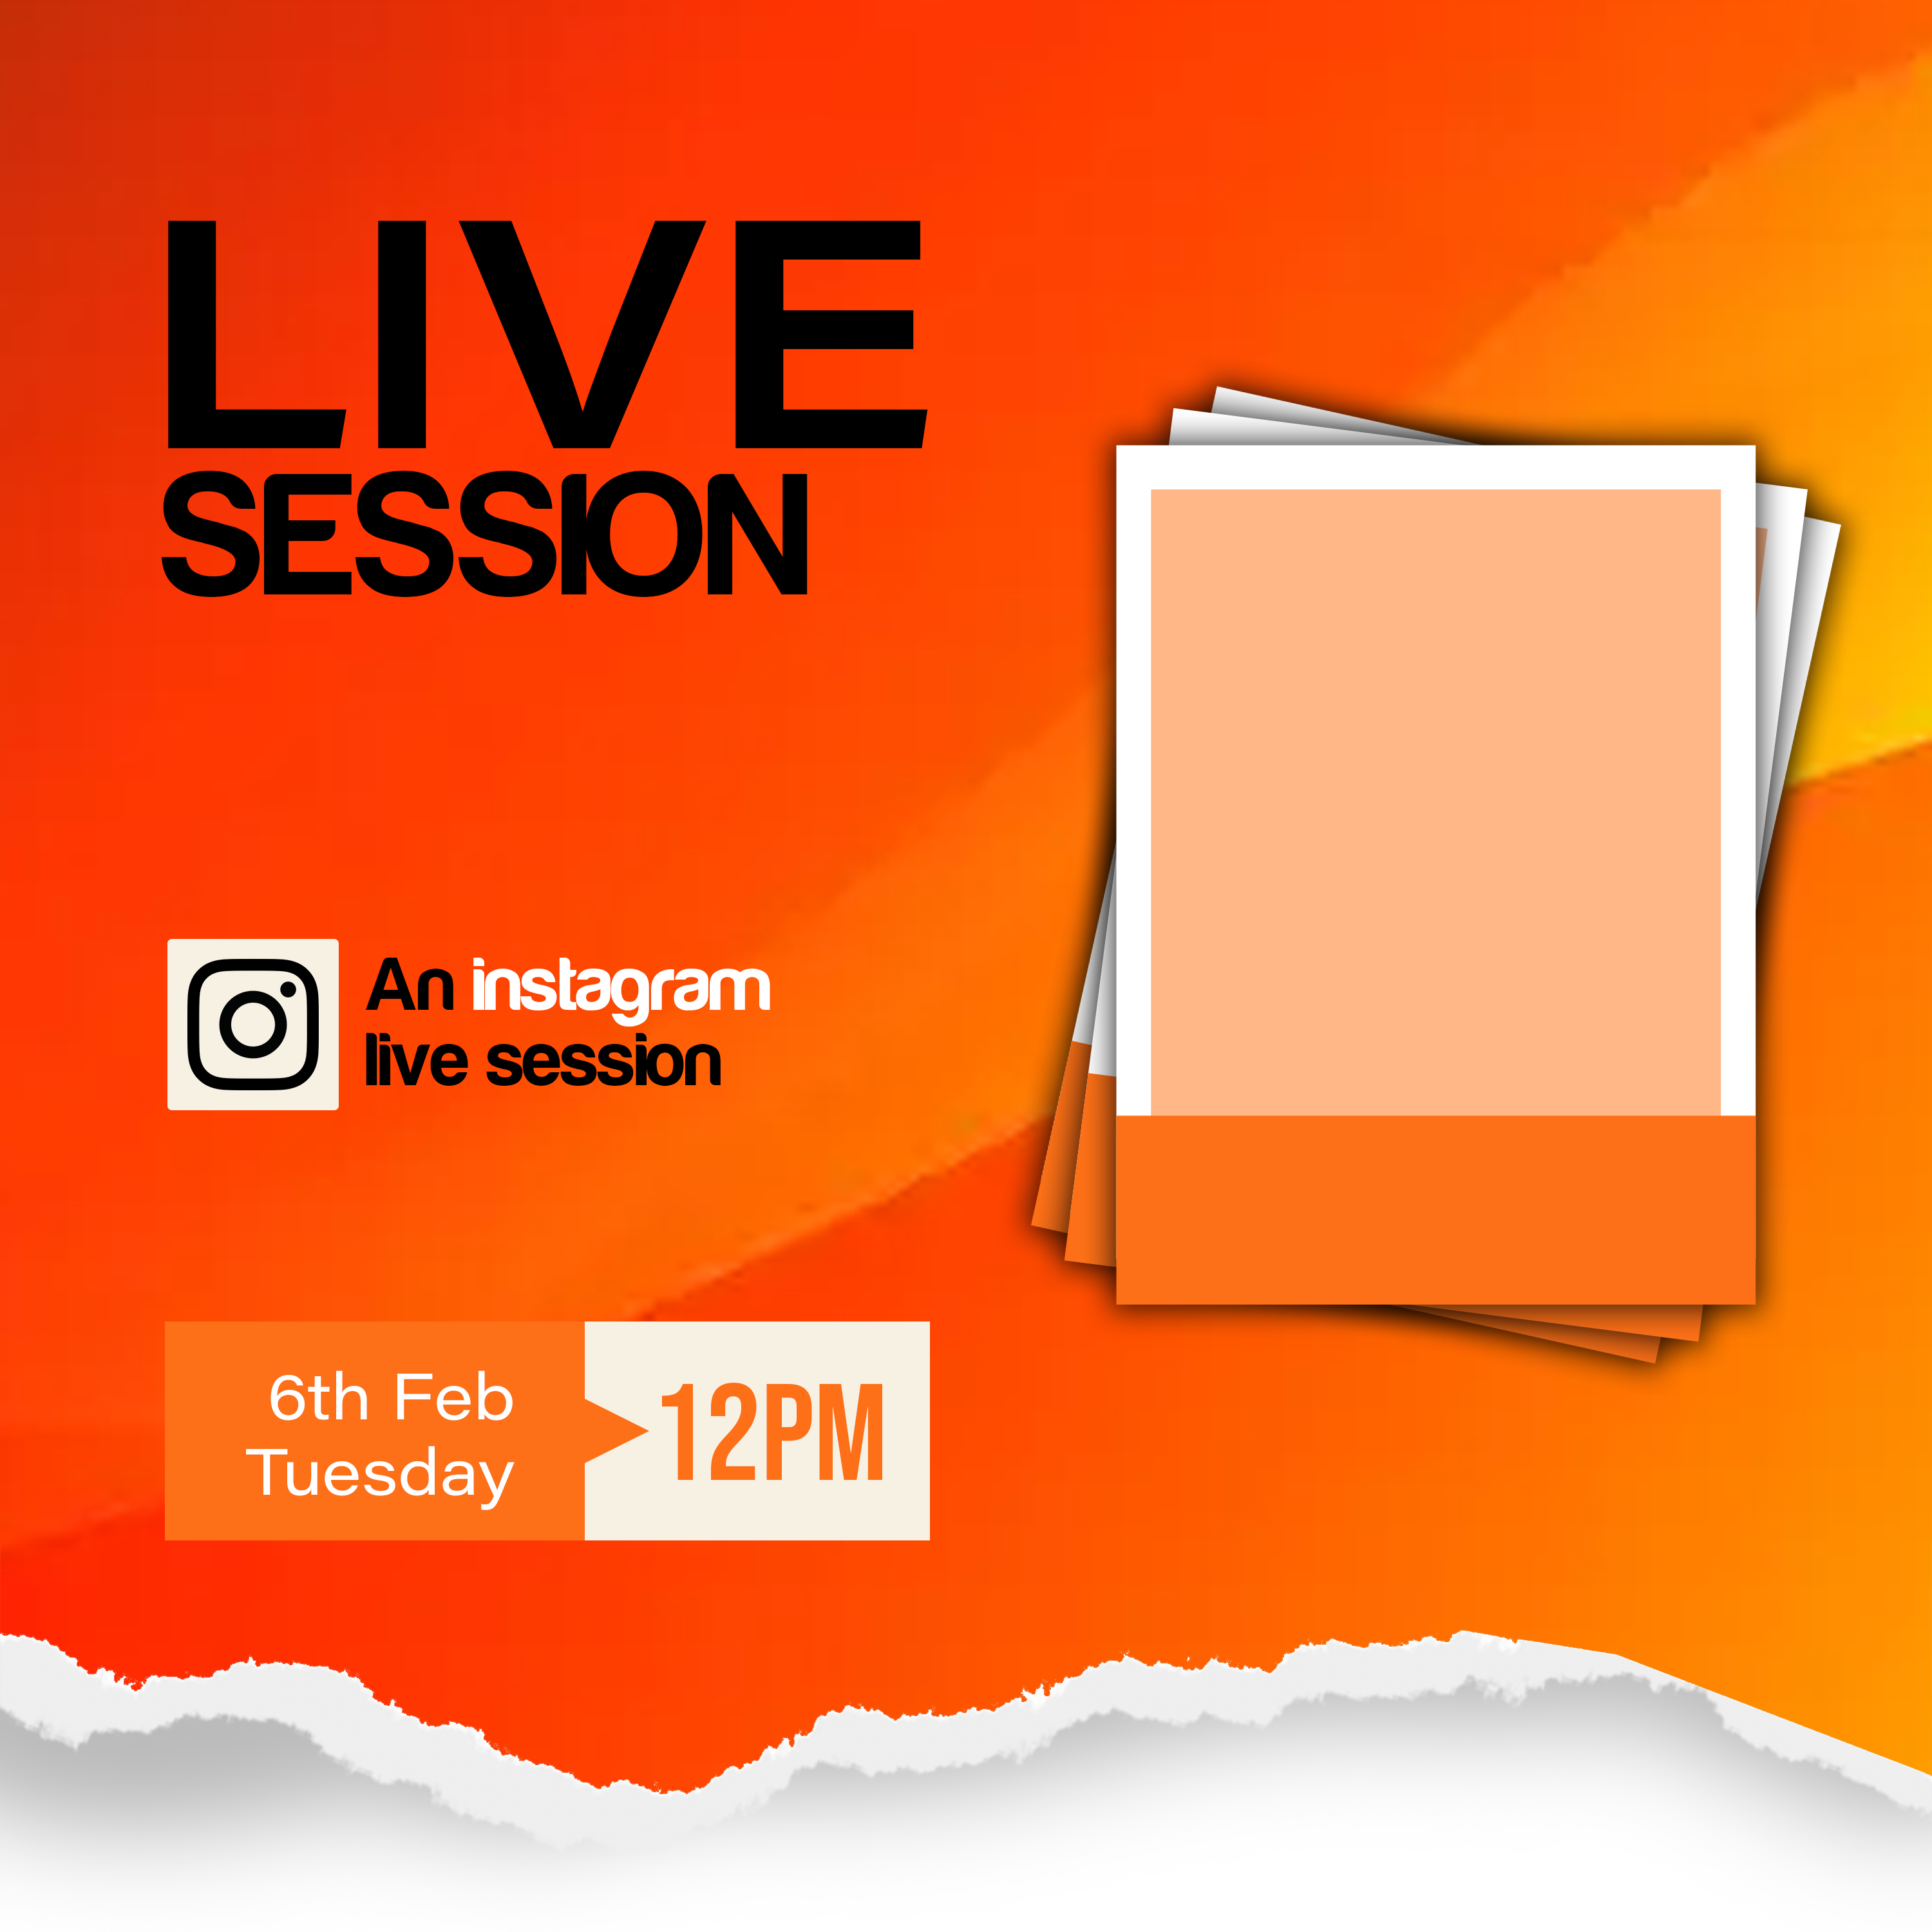 LIVE
SESSION
An instagram
live session
6th Feb
Tuesday
12PM